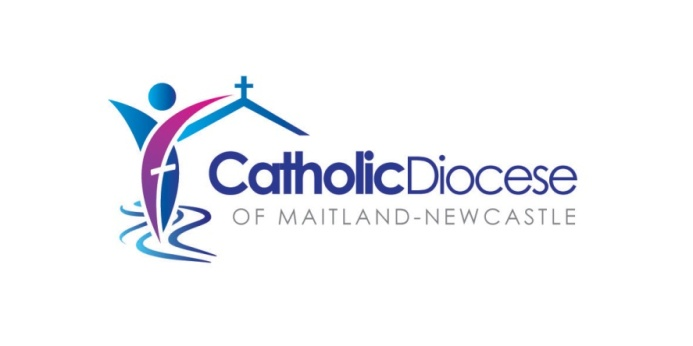 CatholicDiocese
OF MAITLAND-NEWCASTLE